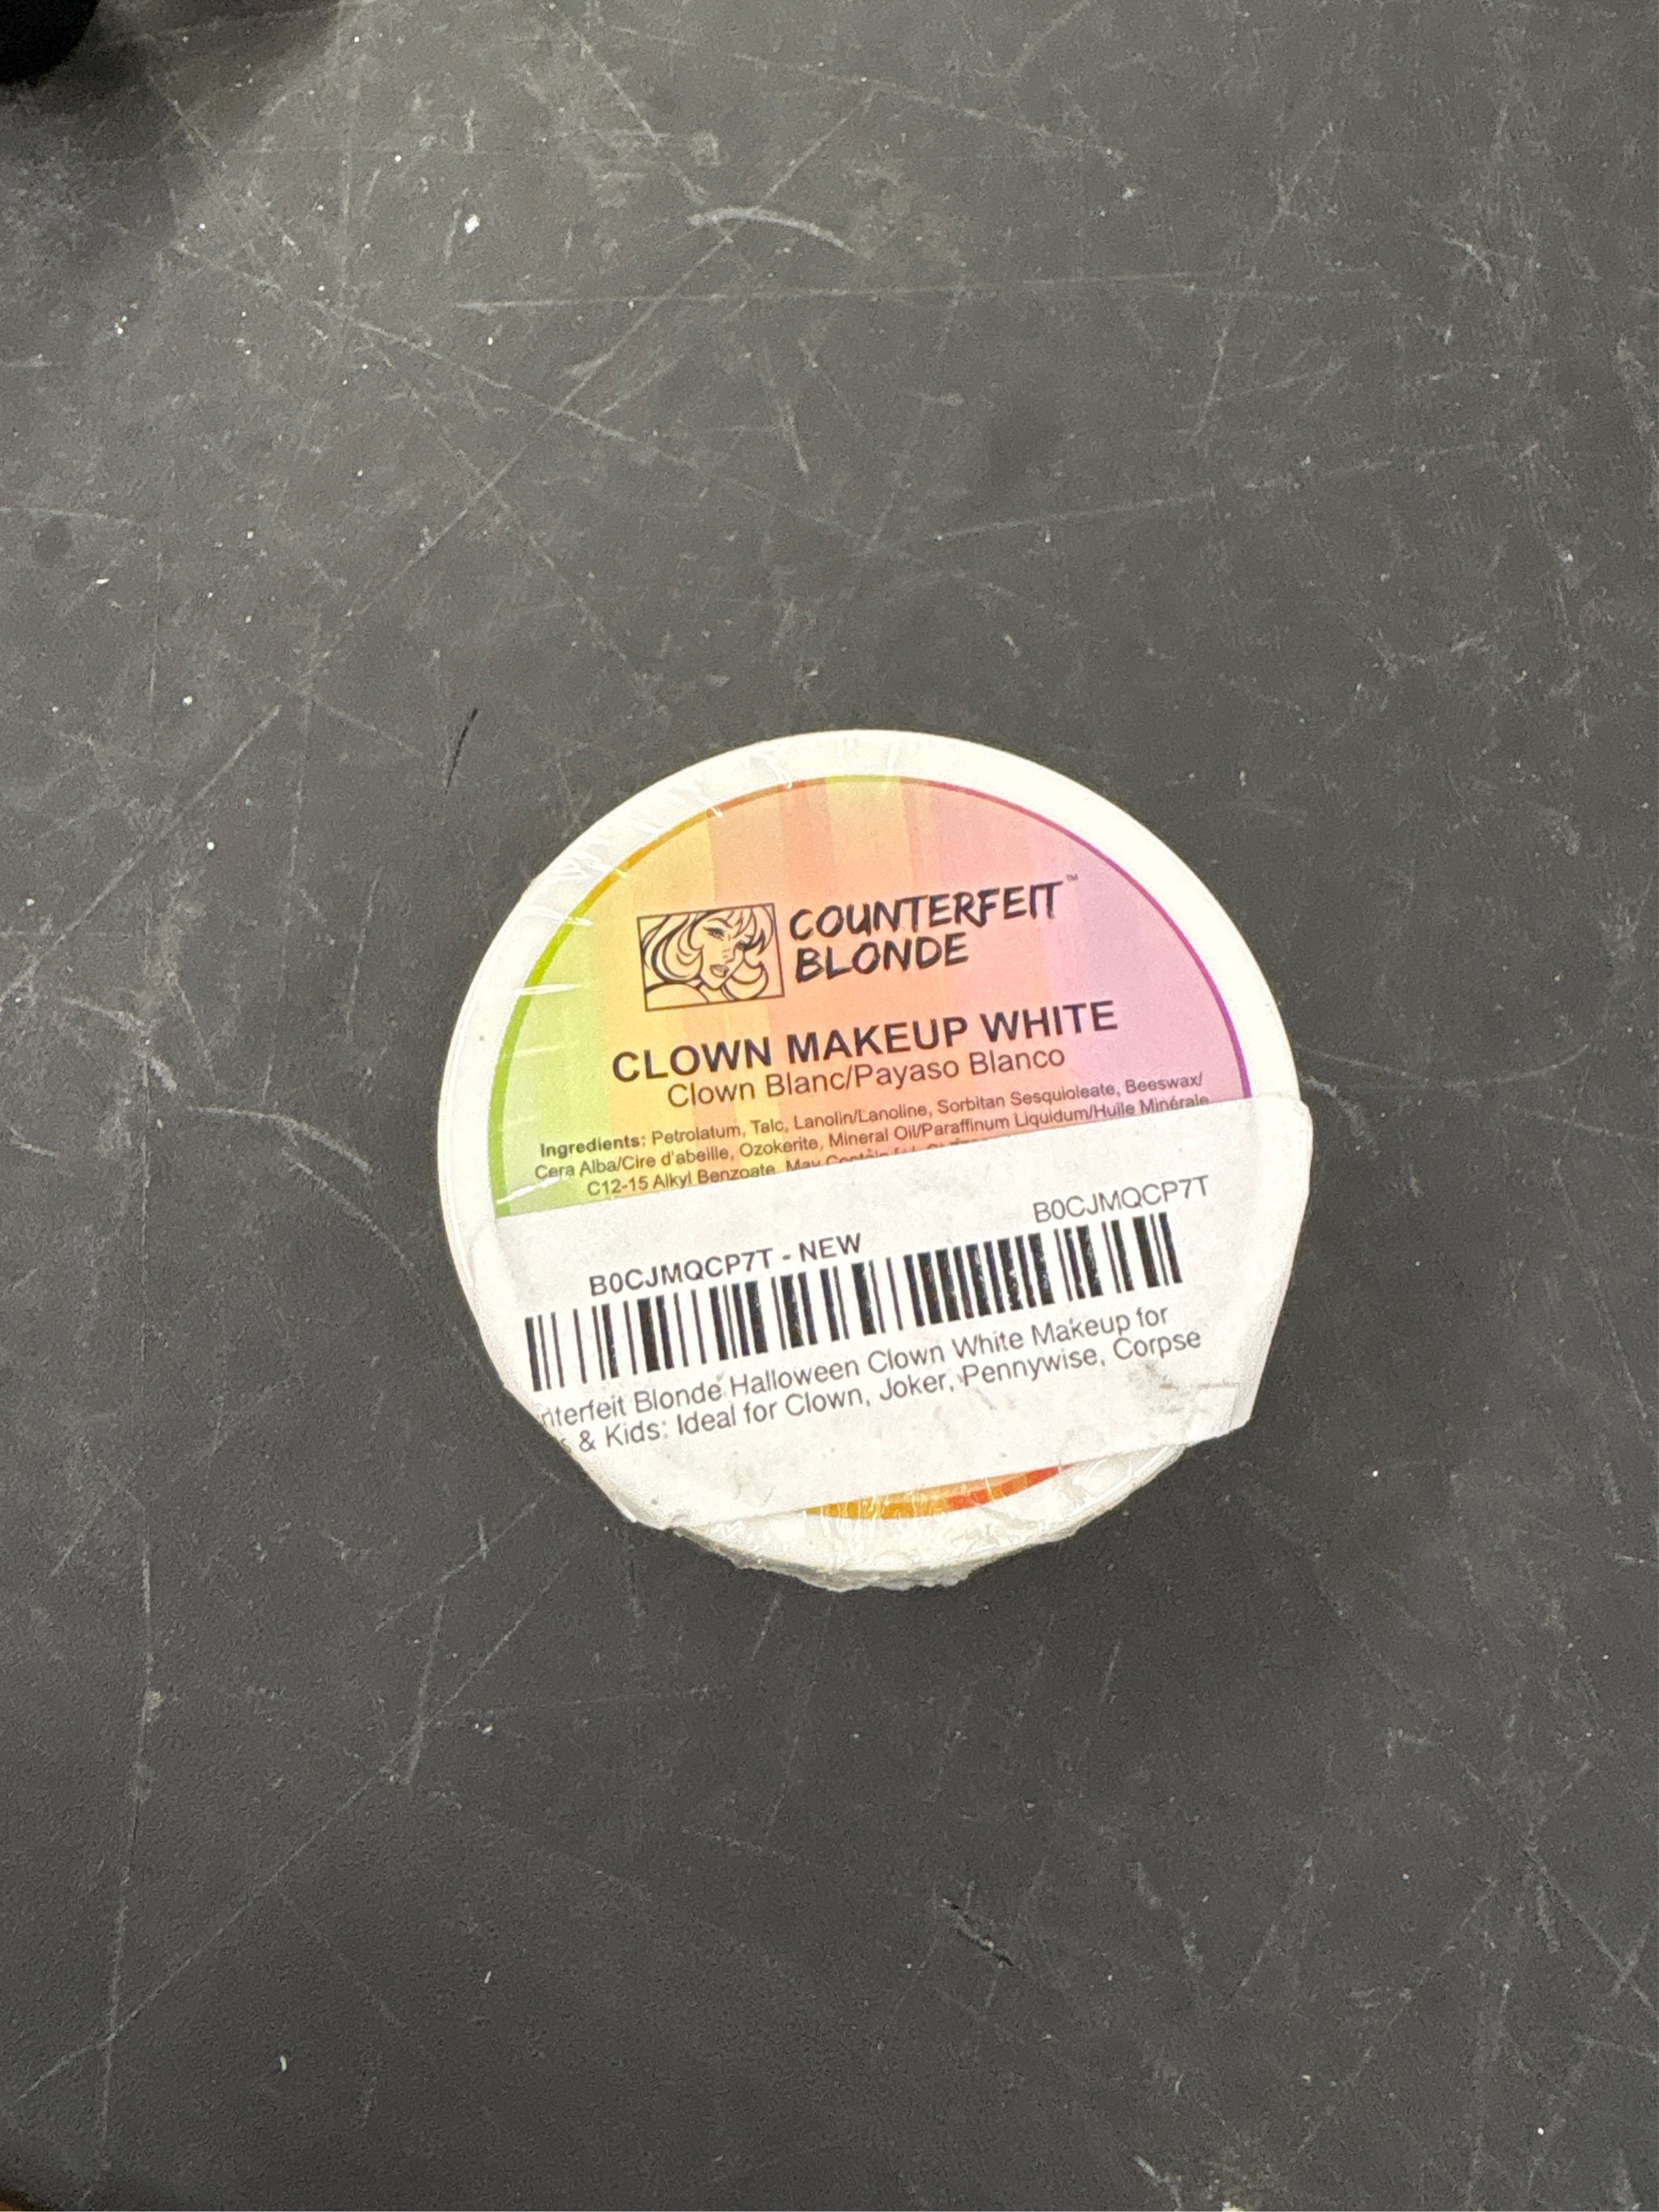 COUNTERFEIT™
BLONDE
CLOWN MAKEUP WHITE
Clown Blanc/Payaso Blanco
Ingredients: Petrolatum, Talc, Lanolin/Lanoline, Sorbitan Sesquioleate, Beeswax/
Cera Alba/Cire d'abeille, Ozokerite, Mineral Oil/Paraffinum Liquidum/Huile Minérale
C12-15 Alkyl Benzoate. May
B0CJMQCP7T
B0CJMQCP7T - NEW
nterfeit Blonde Halloween Clown White Makeup for
& Kids: Ideal for Clown, Joker, Pennywise, Corpse